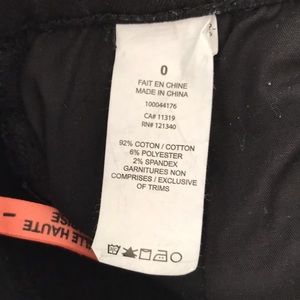 0
FAIT EN CHINE
MADE IN CHINA
100044176
CA# 11319
RN# 121340
92% COTON / COTTON
6% POLYESTER
2% SPANDEX
GARNITURES NON
COMPRISES / EXCLUSIVE
OF TRIMS
HAUTE